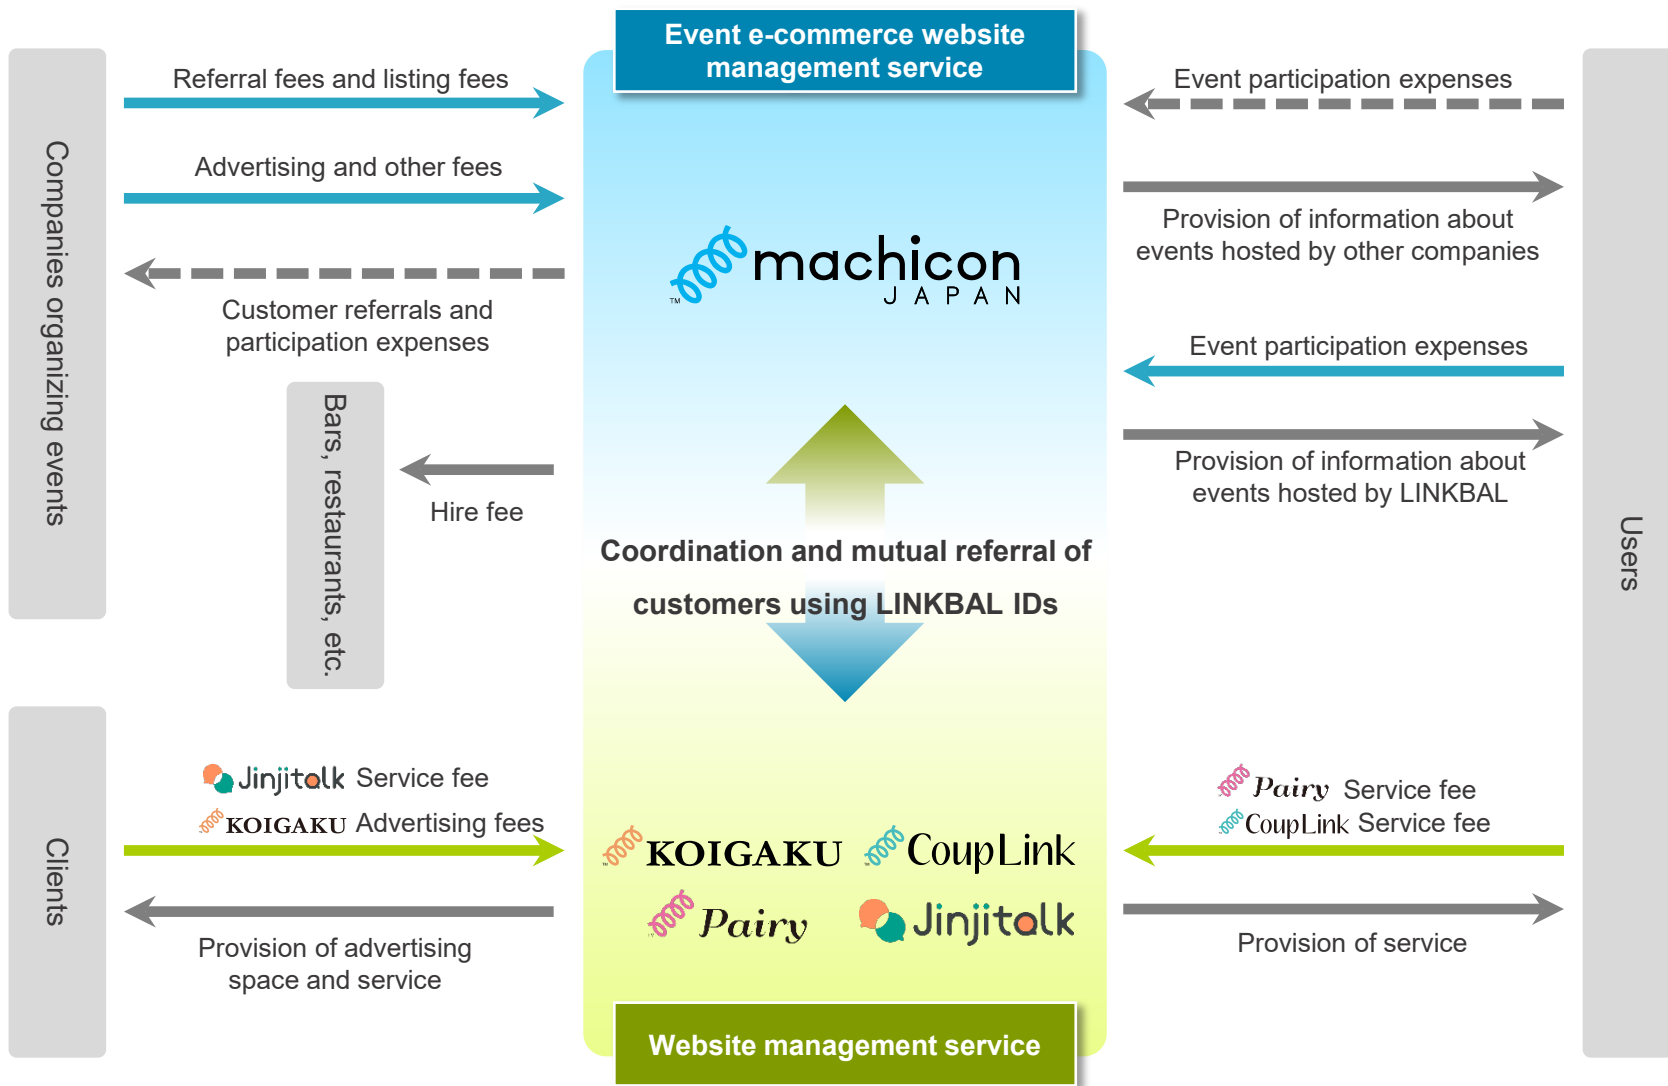 Event e-commerce website
management service
Companies organizing events
Referral fees and listing fees
Advertising and other fees
Customer referrals and
participation expenses
Bars, restaurants, etc.
Hire fee
™
machicon
JAPAN
Event participation expenses
Provision of information about
events hosted by other companies
Event participation expenses
Provision of information about
events hosted by LINKBAL
Users
Coordination and mutual referral of
customers using LINKBAL IDs
Clients
Jinjitalk Service fee
KOIGAKU Advertising fees
Provision of advertising
space and service
™ KOIGAKU
™ CoupLink
™ Pairy
Jinjitalk
Pairy Service fee
CoupLink Service fee
Provision of service
Website management service